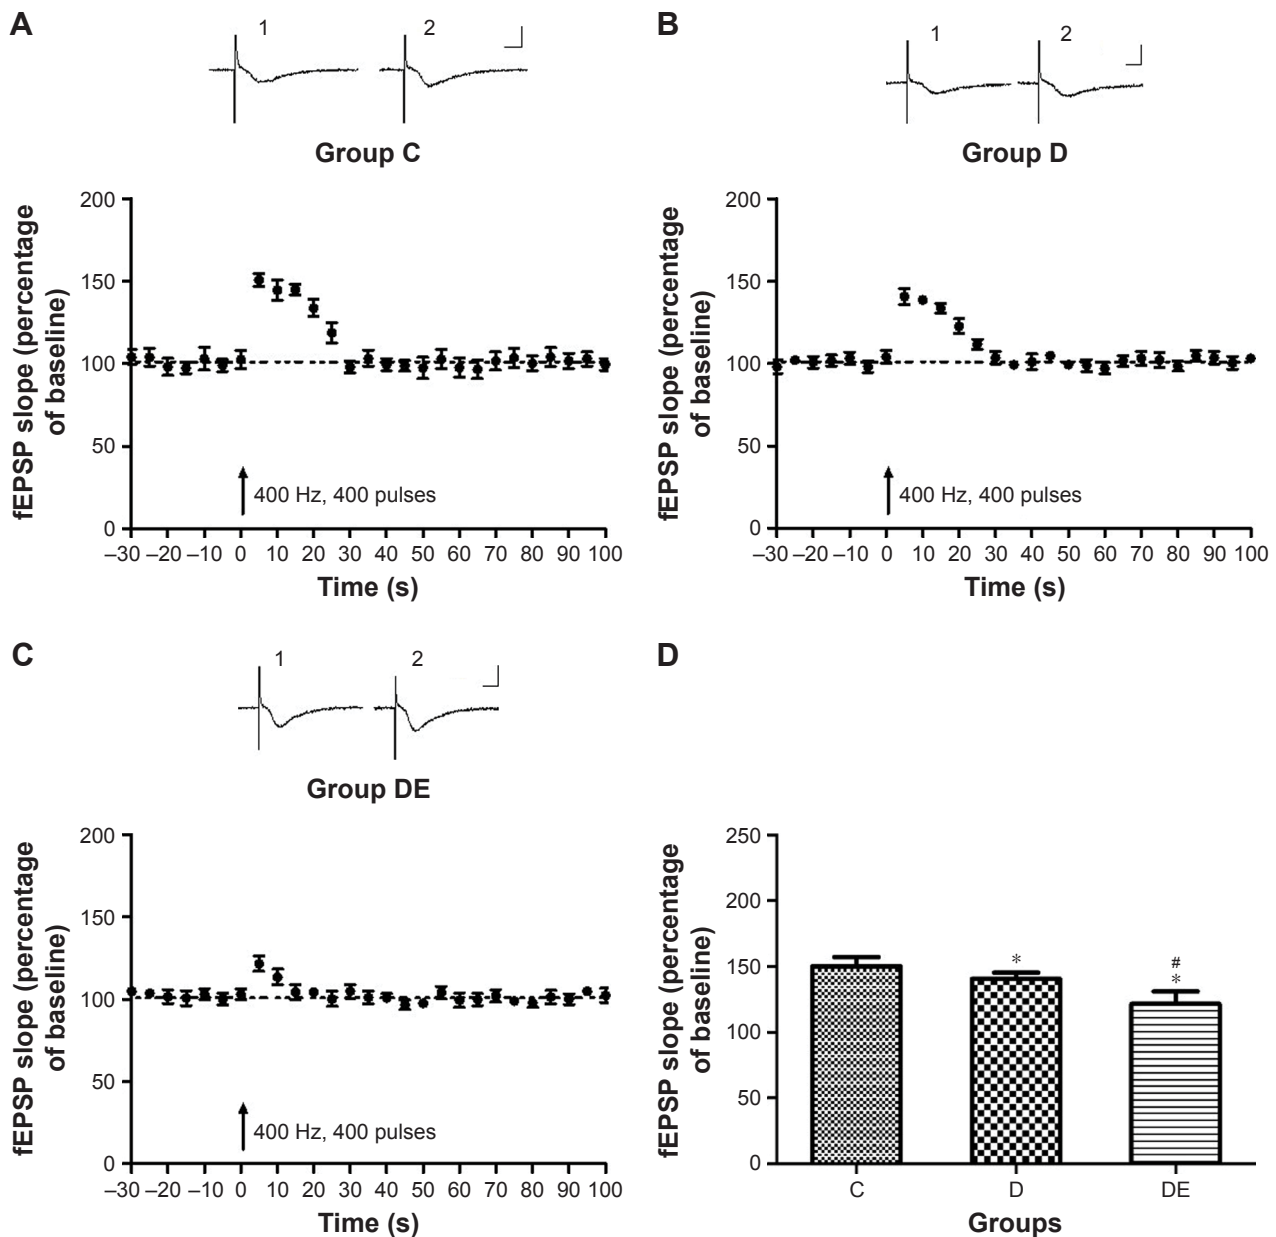 A
1 2
Group C
fEPSP slope (percentage
of baseline)
200
150
100
50
0
400 Hz, 400 pulses
–30 –20 –10 0 10 20 30 40 50 60 70 80 90 100
Time (s)
B
1 2
Group D
fEPSP slope (percentage
of baseline)
200
150
100
50
0
400 Hz, 400 pulses
–30 –20 –10 0 10 20 30 40 50 60 70 80 90 100
Time (s)
C
1 2
Group DE
fEPSP slope (percentage
of baseline)
200
150
100
50
0
400 Hz, 400 pulses
–30 –20 –10 0 10 20 30 40 50 60 70 80 90 100
Time (s)
D
fEPSP slope (percentage
of baseline)
250
200
150
100
50
0
*
#
*
C D DE
Groups